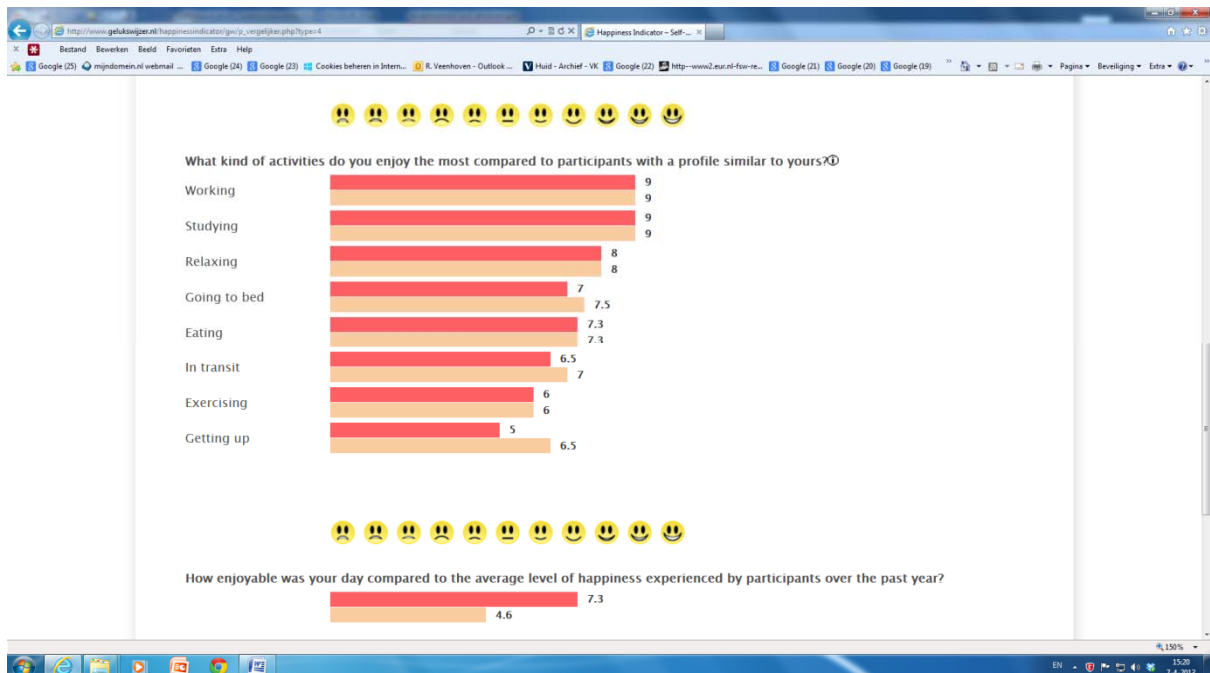 http://www.gelukswijzer.nl/happinessindicator/gw/p_vergelijker.php?type=4
Happiness Indicator – Self-...
Bestand Bewerken Beeld Favorieten Extra Help
Google (25) mijndomein.nl webmail ... Google (24) Google (23) Cookies beheren in Intern... R. Veenhoven - Outlook ... Huid - Archief - VK Google (22) http--www2.eur.nl-fsw-re... Google (21) Google (20) Google (19) Pagina Beveiliging Extra
What kind of activities do you enjoy the most compared to participants with a profile similar to yours?
Working
9
9
Studying
9
9
Relaxing
8
8
Going to bed
7
7.5
Eating
7.3
7.3
In transit
6.5
7
Exercising
6
6
Getting up
5
6.5
How enjoyable was your day compared to the average level of happiness experienced by participants over the past year?
7.3
4.6
150%
EN
15:20